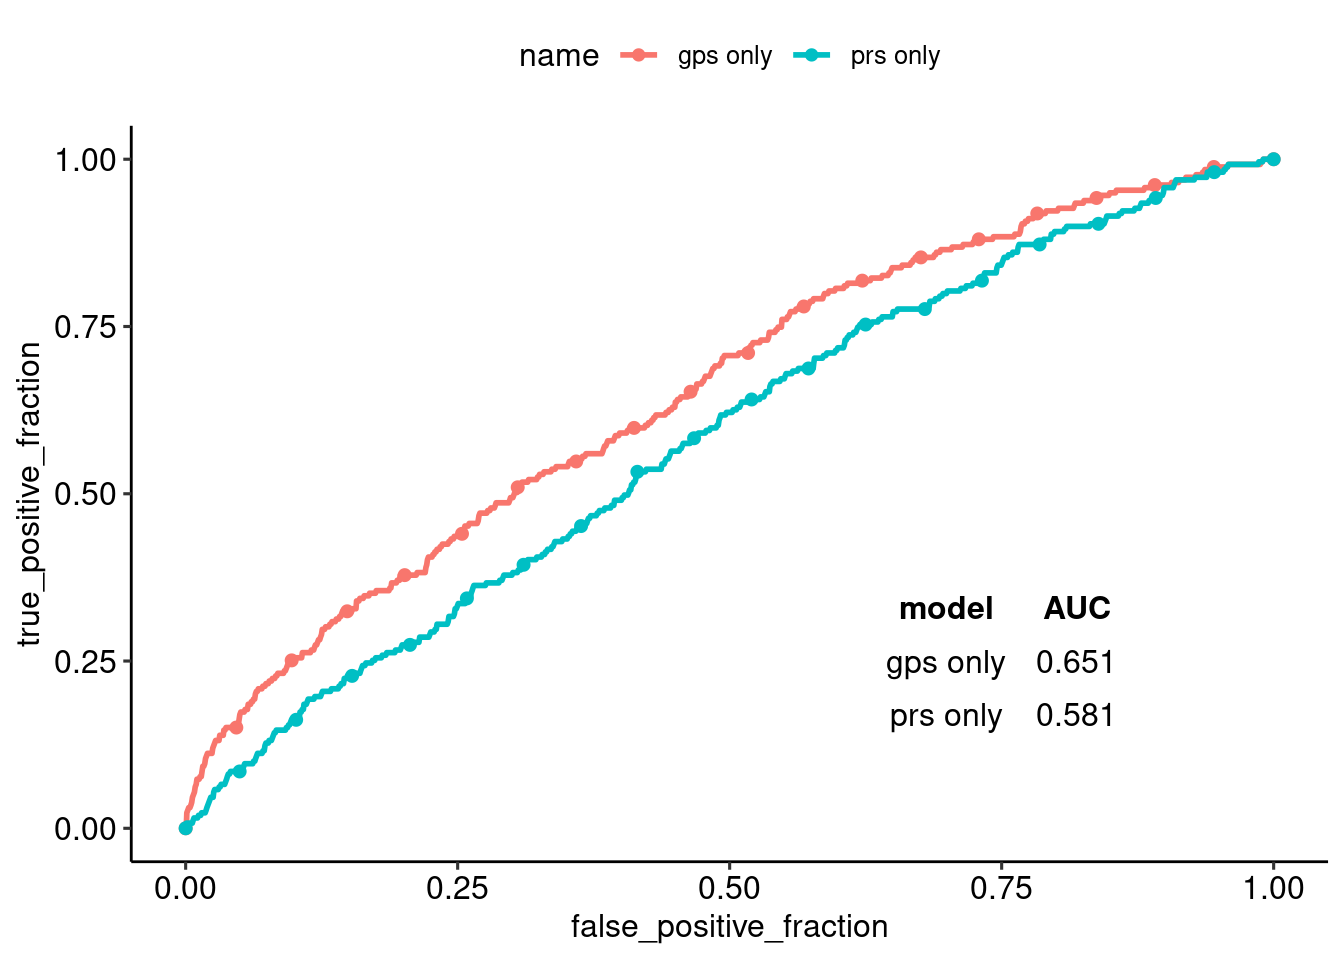 name gps only prs only
true_positive_fraction
1.00
0.75
0.50
0.25
0.00
model AUC
gps only 0.651
prs only 0.581
0.00 0.25 0.50 0.75 1.00
false_positive_fraction